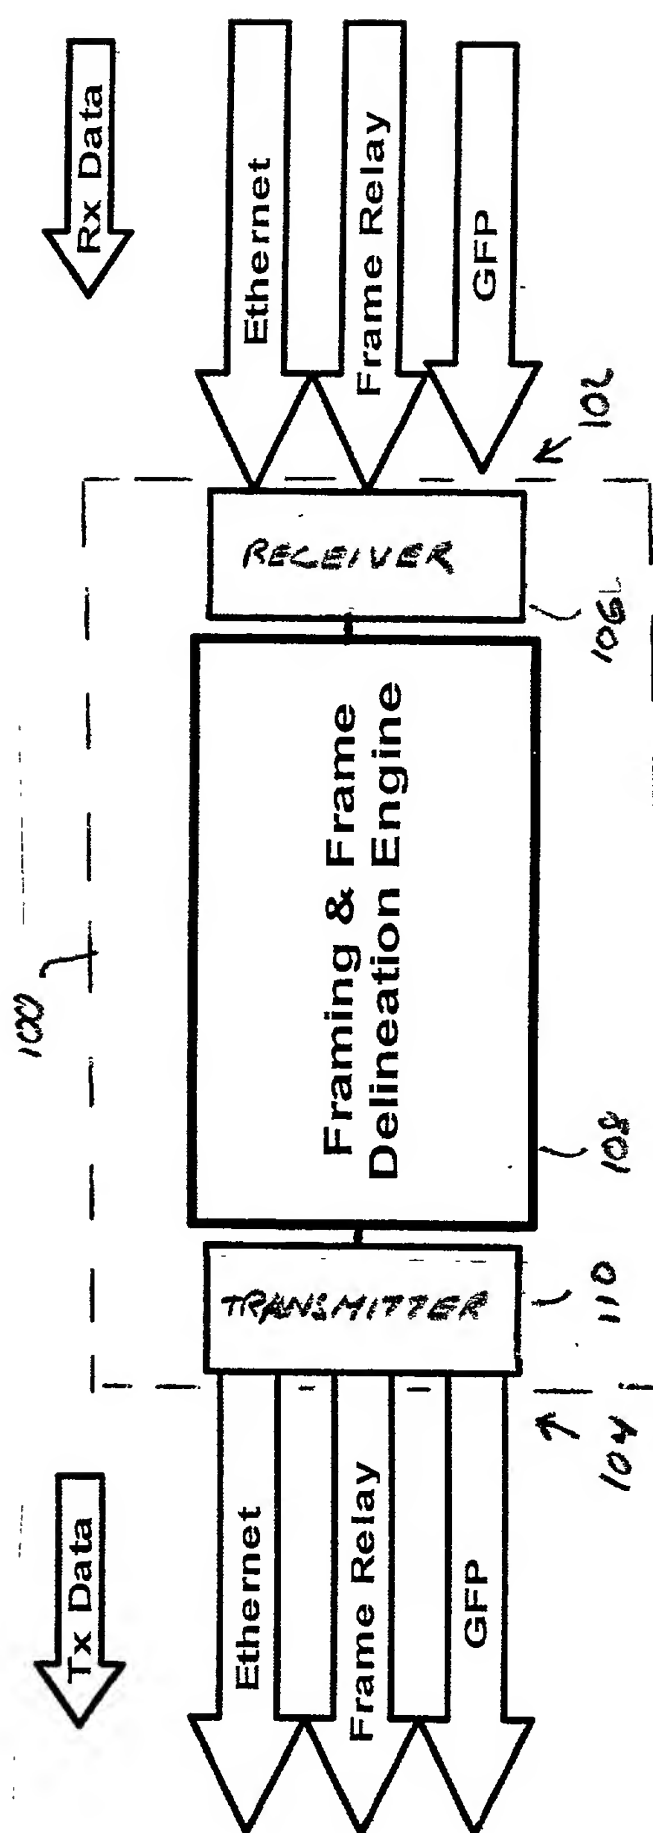 Tx Data
Rx Data
100
Ethernet
Frame Relay
GFP
TRANSMITTER
Framing & Frame
Delineation Engine
RECEIVER
Ethernet
Frame Relay
GFP
104
110
108
106
102